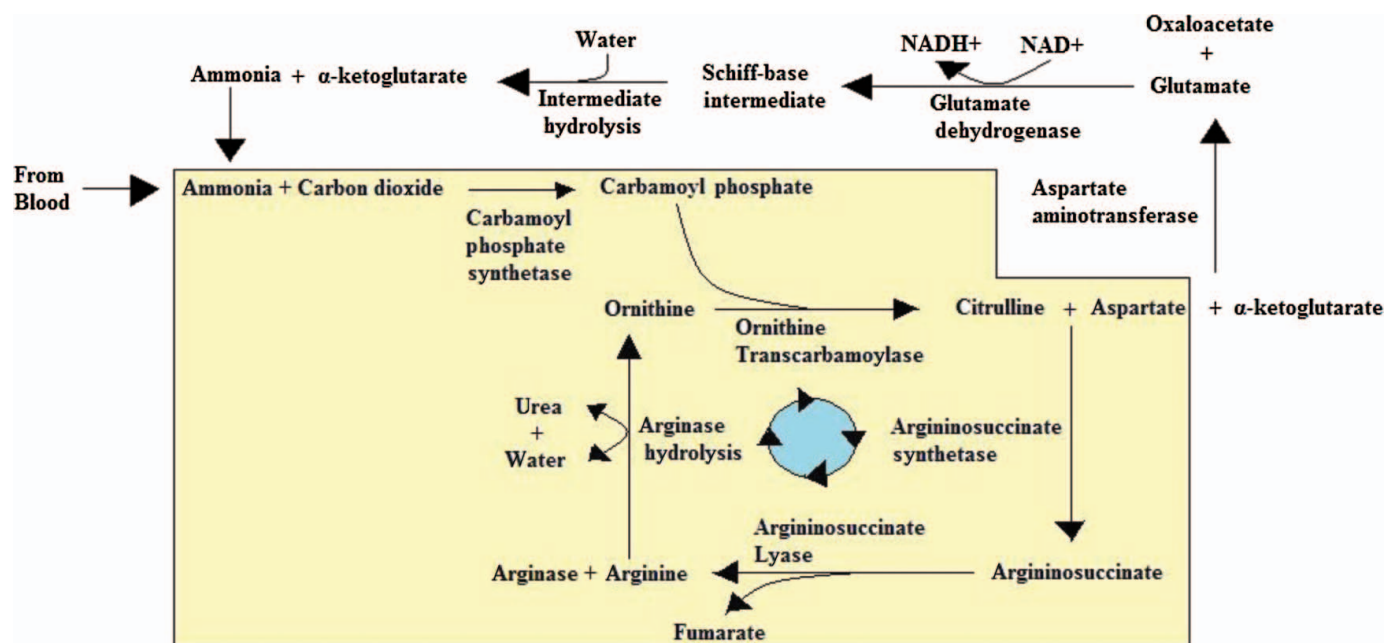 Oxaloacetate
+
Glutamate
Water
NADH+ NAD+
Ammonia + α-ketoglutarate
Schiff-base
intermediate
Intermediate
hydrolysis
Glutamate
dehydrogenase
From
Blood
Ammonia + Carbon dioxide
Carbamoyl phosphate
Aspartate
aminotransferase
Carbamoyl
phosphate
synthetase
Ornithine
Citrulline + Aspartate + α-ketoglutarate
Ornithine
Transcarbamoylase
Urea
+
Water
Arginase
hydrolysis
Argininosuccinate
synthetase
Argininosuccinate
Lyase
Arginase + Arginine
Argininosuccinate
Fumarate